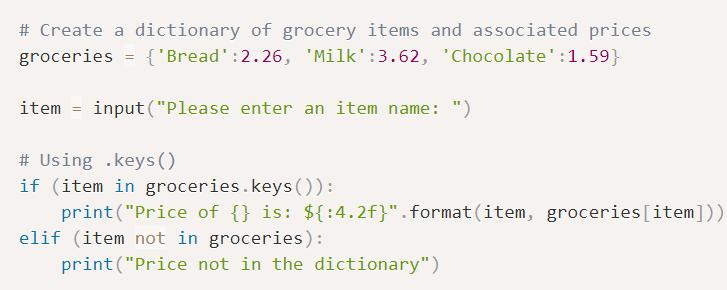 # Create a dictionary of grocery items and associated prices
groceries = {'Bread':2.26, 'Milk':3.62, 'Chocolate':1.59}

item = input("Please enter an item name: ")

# Using .keys()
if (item in groceries.keys()):
    print("Price of {} is: ${:4.2f}".format(item, groceries[item]))
elif (item not in groceries):
    print("Price not in the dictionary")